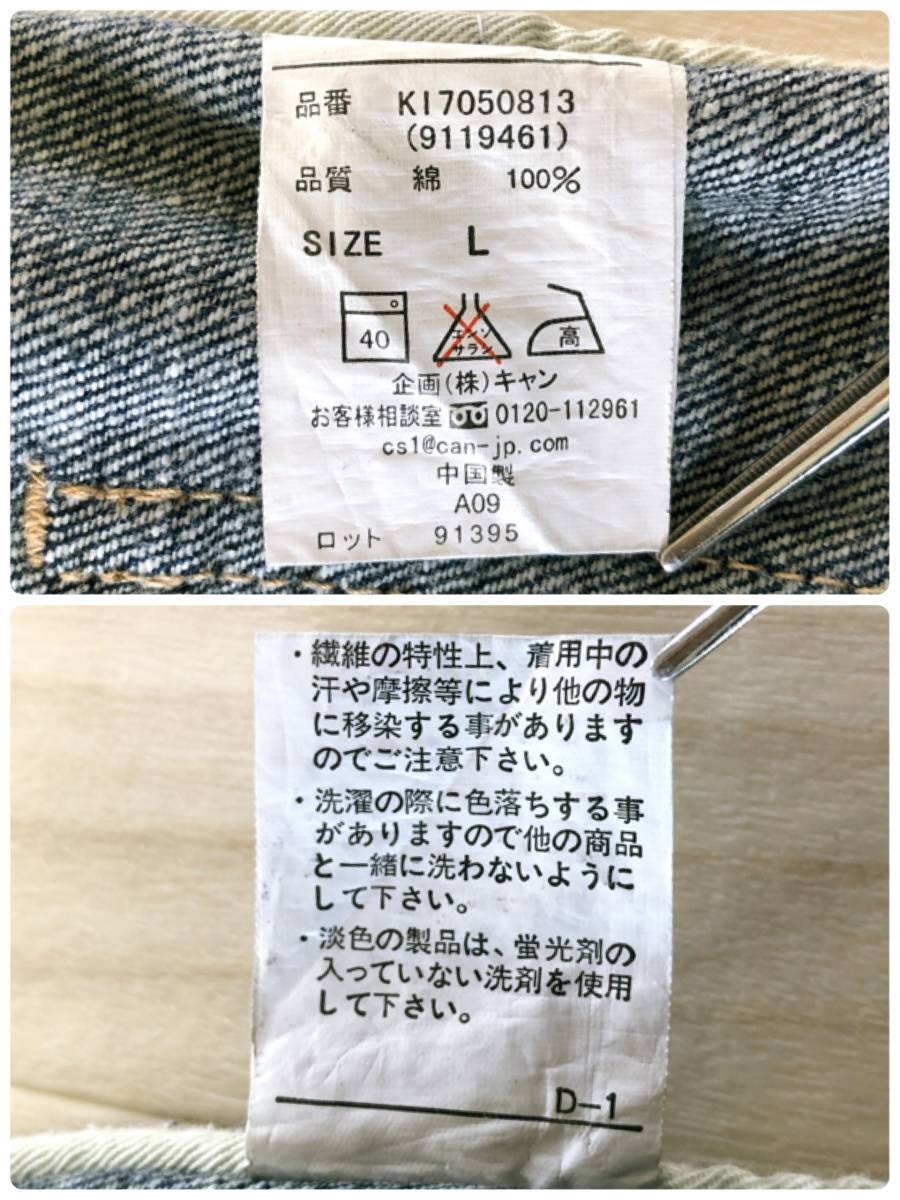 品番 KI7050813
(9119461)
品質 綿 100%
SIZE L
40 エンソ 高
サラシ
企画(株)キャン
お客様相談室 0120-112961
cs1@can-jp.com
中国製
A09
ロット 91395
・繊維の特性上、着用中の
汗や摩擦等により他の物
に移染する事があります
のでご注意下さい。
・洗濯の際に色落ちする事
がありますので他の商品
と一緒に洗わないように
して下さい。
・淡色の製品は、蛍光剤の
入っていない洗剤を使用
して下さい。
D-1